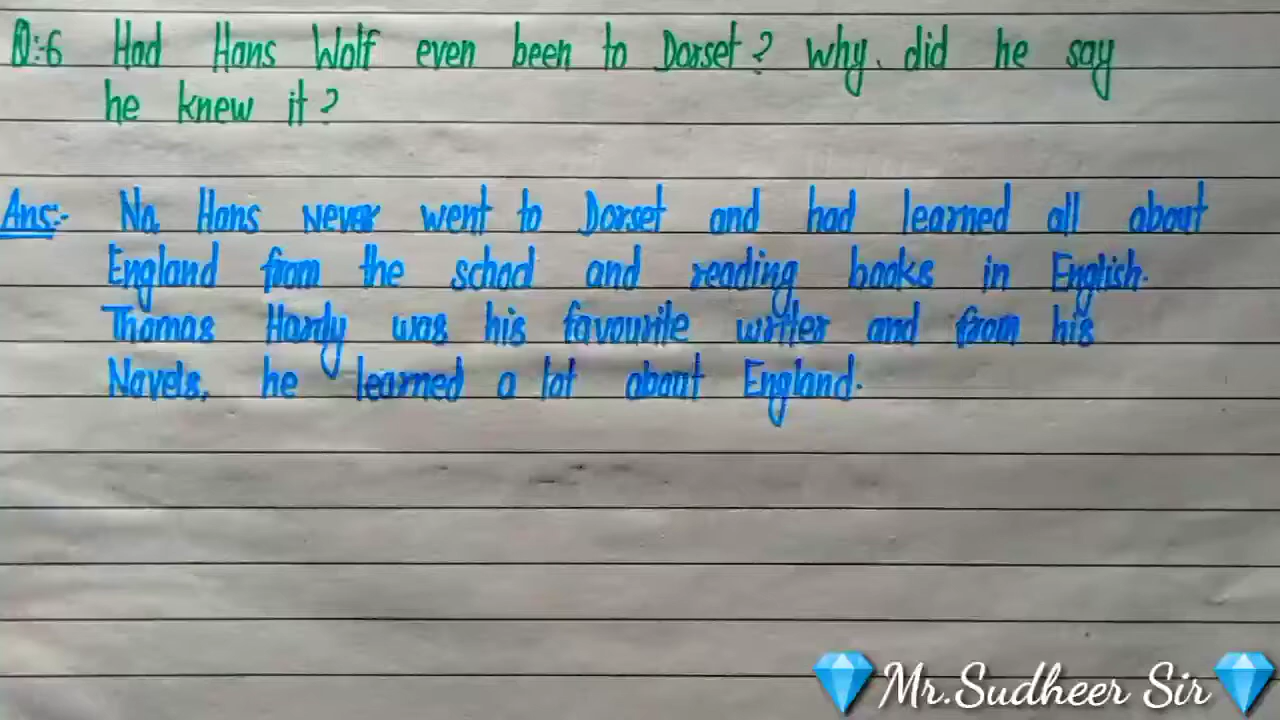 Q:6 Had Hans Wolf even been to Dorset? Why did he say
he knew it?
Ans:- No, Hans Never went to Dorset and had learned all about
England from the school and reading books in English.
Thomas Hardy was his favourite writer and from his
Novels, he learned a lot about England.
Mr.Sudheer Sir